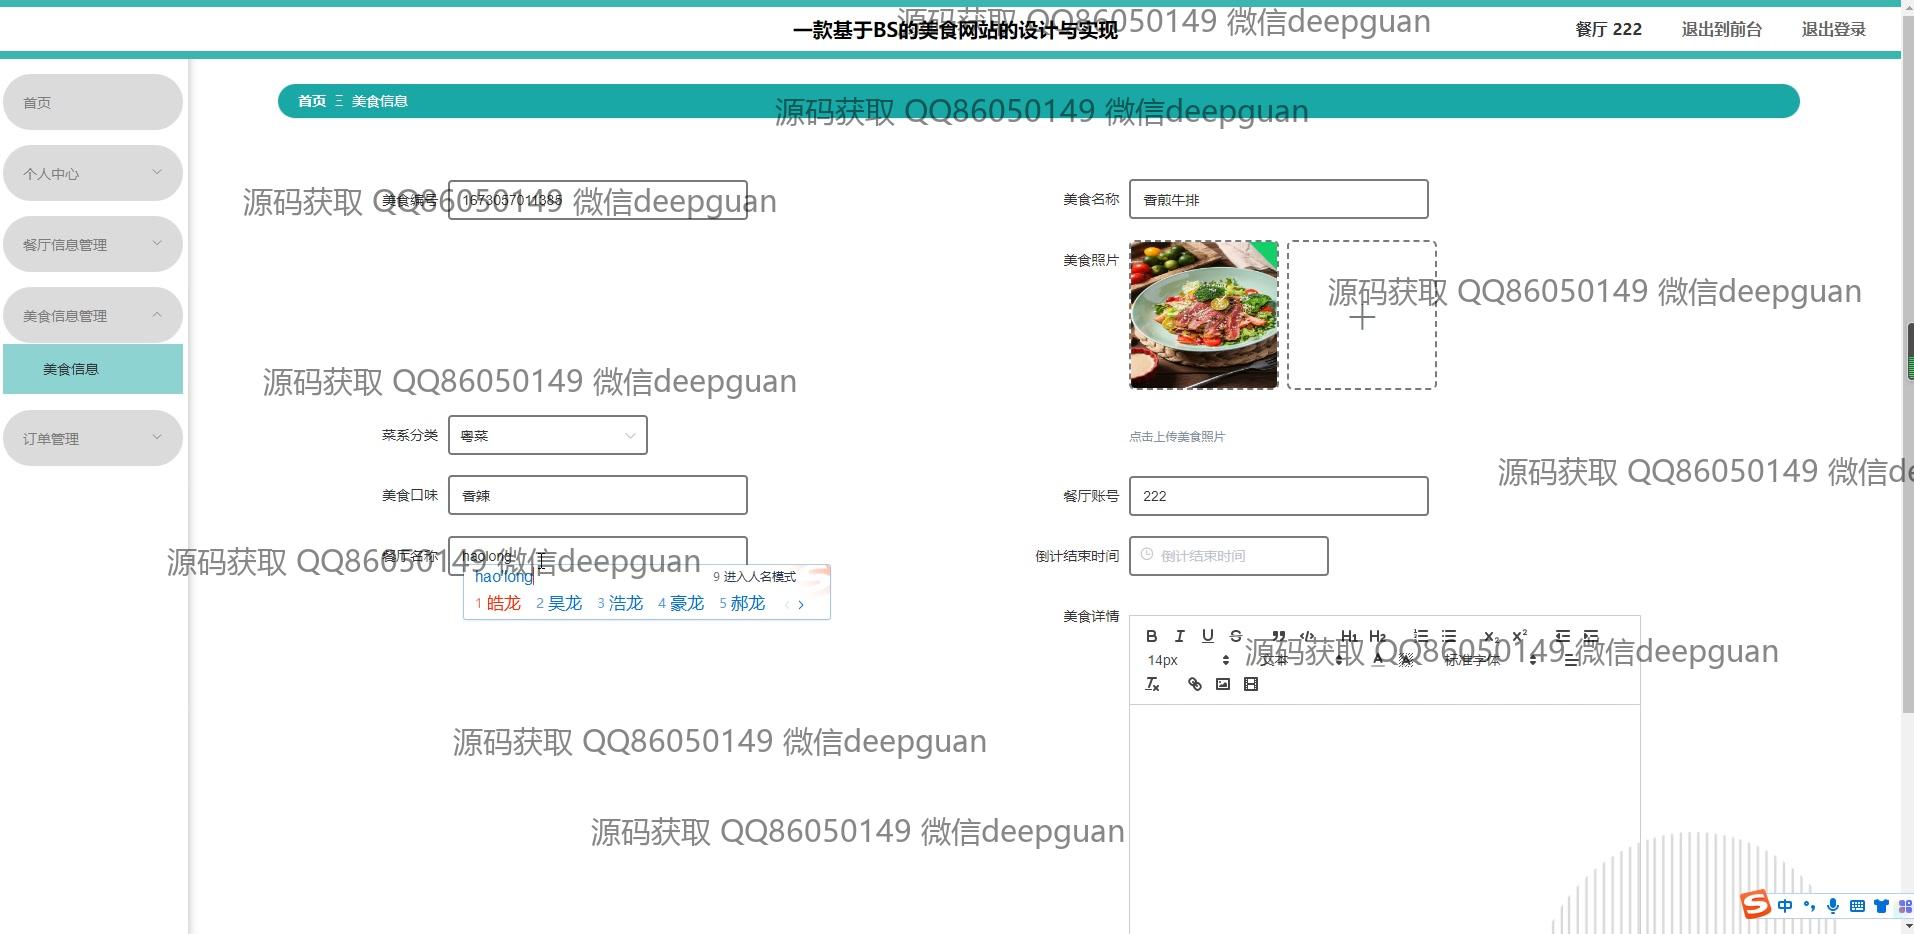 一款基于BS的美食网站的设计与实现
源码获取 QQ86050149 微信deepguan
餐厅 222
退出到前台
退出登录
首页
个人中心
餐厅信息管理
美食信息管理
美食信息
订单管理
首页 Ξ 美食信息
源码获取 QQ86050149 微信deepguan
美食编号
1673057011385
源码获取 QQ86050149 微信deepguan
美食名称
香煎牛排
美食照片
源码获取 QQ86050149 微信deepguan
源码获取 QQ86050149 微信deepguan
菜系分类
粤菜
点击上传美食照片
源码获取 QQ86050149 微信de
美食口味
香辣
餐厅账号
222
餐厅名称
haolong
源码获取 QQ86050149 微信deepguan
倒计结束时间
倒计结束时间
hao'long
9 进入人名模式
1 皓龙 2 昊龙 3 浩龙 4 豪龙 5 郝龙
美食详情
B I U S H1 H2 X2 X2
14px 文本 A A 标准字体
源码获取 QQ86050149 微信deepguan
Tx
源码获取 QQ86050149 微信deepguan
源码获取 QQ86050149 微信deepguan
S 中